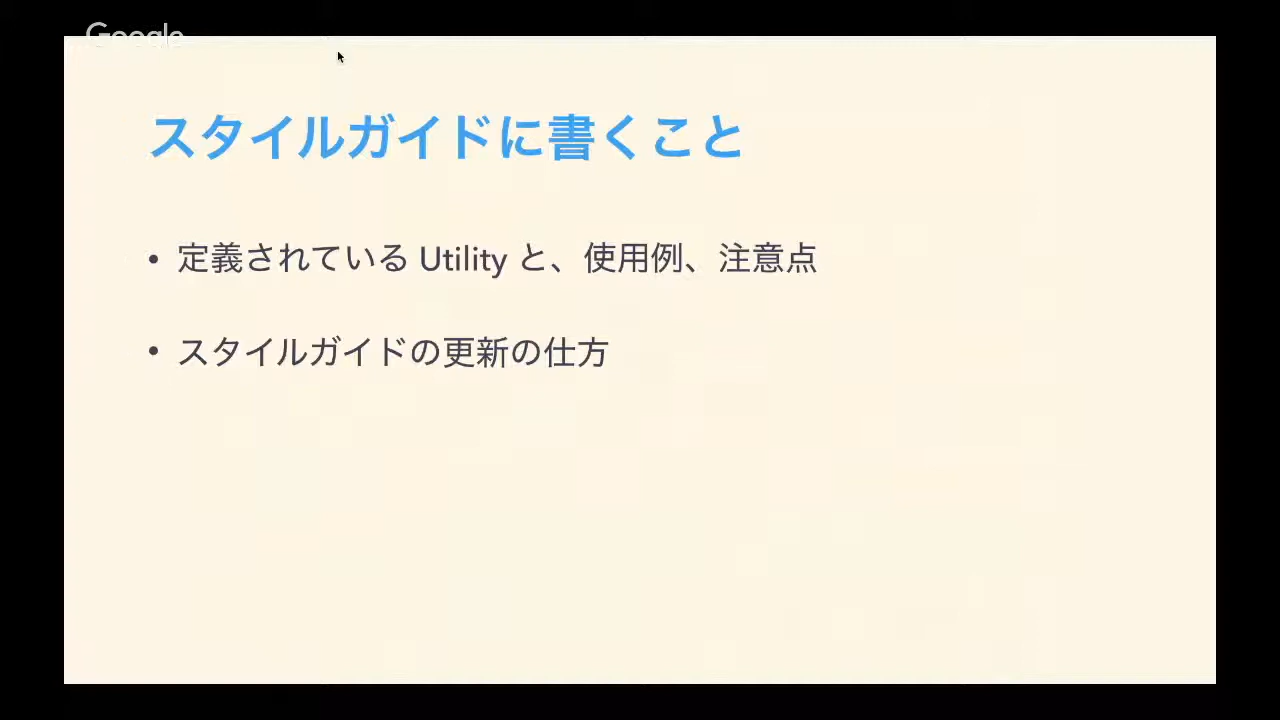 Google
スタイルガイドに書くこと
• 定義されている Utility と、使用例、注意点
• スタイルガイドの更新の仕方